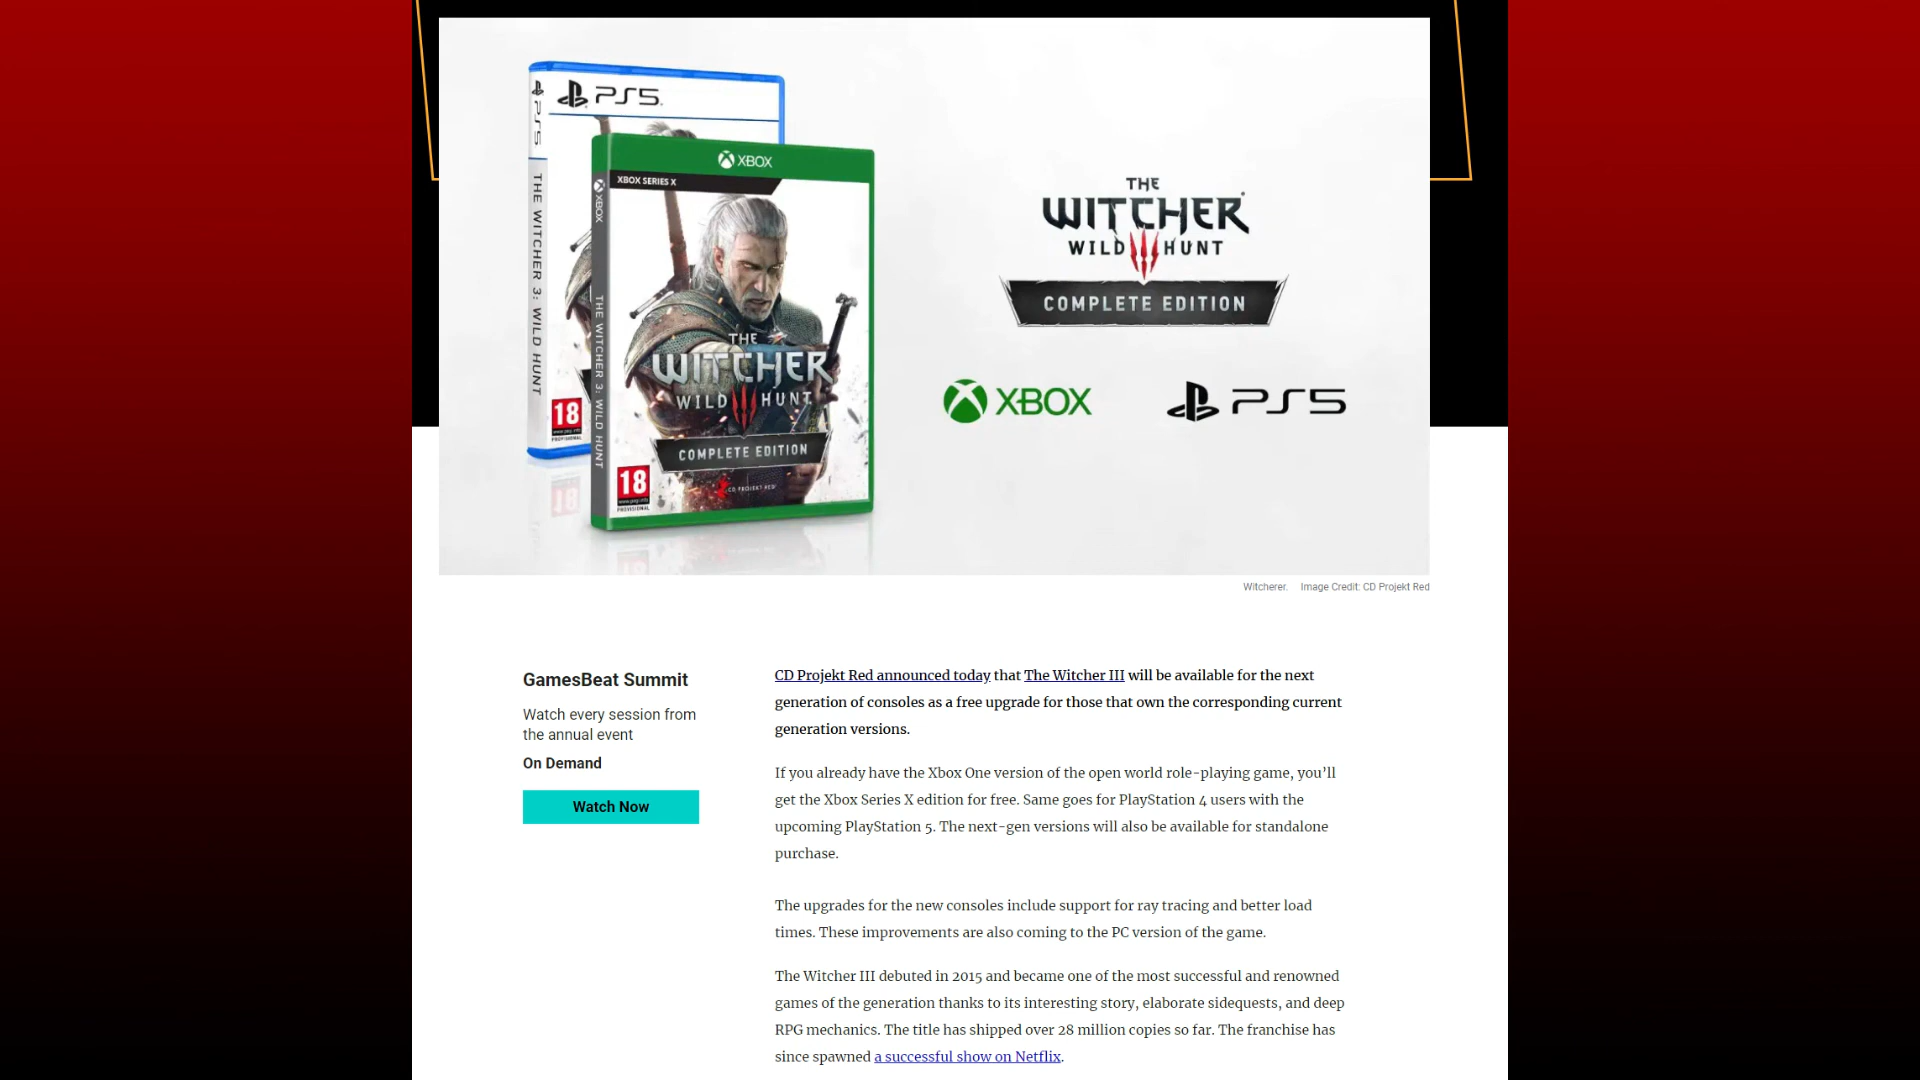 PS5
PS5
THE WITCHER 3: WILD HUNT
18
PROVISIONAL
XBOX
XBOX SERIES X
XBOX
THE WITCHER 3: WILD HUNT
THE
WITCHER
WILD HUNT
COMPLETE EDITION
CD PROJEKT RED
18
PROVISIONAL
THE
WITCHER
WILD HUNT
COMPLETE EDITION
XBOX
PS5
Witcherer. Image Credit: CD Projekt Red
GamesBeat Summit
Watch every session from
the annual event
On Demand
Watch Now
CD Projekt Red announced today that The Witcher III will be available for the next
generation of consoles as a free upgrade for those that own the corresponding current
generation versions.
If you already have the Xbox One version of the open world role-playing game, you’ll
get the Xbox Series X edition for free. Same goes for PlayStation 4 users with the
upcoming PlayStation 5. The next-gen versions will also be available for standalone
purchase.
The upgrades for the new consoles include support for ray tracing and better load
times. These improvements are also coming to the PC version of the game.
The Witcher III debuted in 2015 and became one of the most successful and renowned
games of the generation thanks to its interesting story, elaborate sidequests, and deep
RPG mechanics. The title has shipped over 28 million copies so far. The franchise has
since spawned a successful show on Netflix.